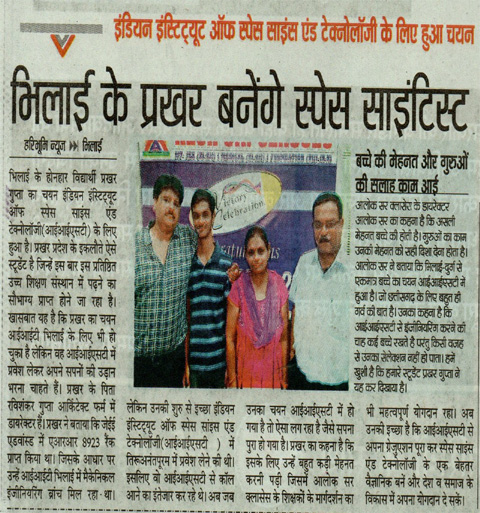 इंडियन इंस्टिट्यूट ऑफ स्पेस साइंस एंड टेक्नोलॉजी के लिए हुआ चयन
भिलाई के प्रखर बनेंगे स्पेस साइंटिस्ट
हरिभूमि न्यूज भिलाई
भिलाई के होनहार विद्यार्थी प्रखर
गुप्ता का चयन इंडियन इंस्टिट्यूट
ऑफ स्पेस साइंस एंड
टेक्नोलॉजी(आईआईएसटी) के लिए
हुआ है। प्रखर प्रदेश के इकलौते ऐसे
स्टूडेंट है जिन्हें इस बार इस प्रतिष्ठित
उच्च शिक्षण संस्थान में पढ़ने का
सौभाग्य प्राप्त होने जा रहा है।
खासबात यह है कि प्रखर का चयन
आईआईटी भिलाई के लिए भी हो
चुका है लेकिन वह आईआईएसटी में
प्रवेश लेकर अपने सपनों की उड़ान
भरना चाहते हैं। प्रखर के पिता
रविशंकर गुप्ता आर्किटेक्ट फर्म में
डायरेक्टर हैं। प्रखर ने बताया कि जेईई
एडवांस्ड में एआरआर 8923 रैंक
प्राप्त किया था। जिसके आधार पर
उन्हें आईआईटी भिलाई में मैकेनिकल
इंजीनियरिंग ब्रांच मिल रहा था।
Victory
Celebration
लेकिन उनकी शुरु से इच्छा इंडियन
इंस्टिट्यूट ऑफ स्पेस साइंस एंड
टेक्नोलॉजी(आईआईएसटी ) में
तिरूअनंतपुरम में प्रवेश लेने की थी।
इसलिए वो आईआईएसटी से कॉल
आने का इंतेजार कर रहे थे। अब जब
उनका चयन आईआईएसटी में हो
गया है तो ऐसा लग रहा है जैसे सपना
पुरा हो गया है। प्रखर का कहना है कि
इसके लिए उन्हें बहुत कड़ी मेहनत
करनी पड़ी जिसमें आलोक सर
क्लासेस के शिक्षकों के मार्गदर्शन का
बच्चे की मेहनत और गुरुओं
की सलाह काम आई
आलोक सर क्लासेस के डायरेक्टर
आलोक सर का कहना है कि असली
मेहनत बच्चे की होती है। गुरुओं का काम
उनकी मेहनत को सही दिशा देना होता है।
आलोक सर ने बताया कि भिलाई-दुर्ग से
एकमात्र बच्चे का चयन आईआईएसटी में
हुआ है। जो छत्तीसगढ़ के लिए बहुत ही
गर्व की बात है। उनका कहना है कि
आईआईएसटी से इंजीनियरिंग करने की
चाह कई बच्चे रखते है परंतु किसी वजह
से उनका सेलेक्शन नहीं हो पाता। हमें
खुशी है कि हमारे स्टूडेंट प्रखर गुप्ता ने
यह कर दिखाया है।
भी महत्वपूर्ण योगदान रहा। अब
उनकी इच्छा है कि आईआईएसटी से
अपना ग्रेजुएशन पुरा कर स्पेस साइंस
एंड टेक्नोलॉजी के एक बेहतर
वैज्ञानिक बनें और देश व समाज के
विकास में अपना योगदान दे सकें।